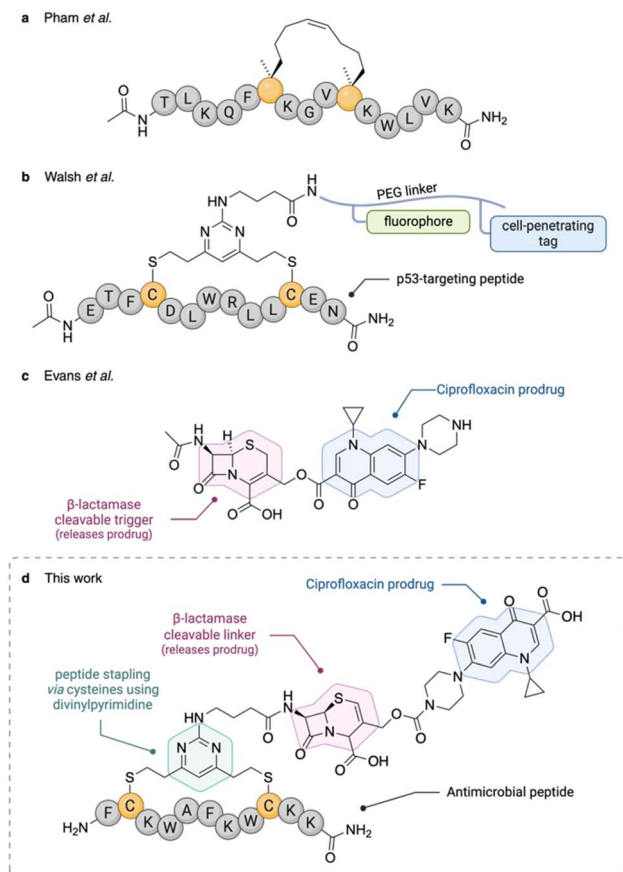 a Pham et al.
O
N
H
T L K Q F K G V K W L V K
NH2
O
b Walsh et al.
H
N
PEG linker
HN
O
fluorophore
N N
cell-penetrating
tag
S S
p53-targeting peptide
O
N
H
E T F C D L W R L L C E N
NH2
O
c Evans et al.
Ciprofloxacin prodrug
H
N
H
S
O
N
N
NH
O
N
O
O
O
F
O
OH
β-lactamase
cleavable trigger
(releases prodrug)
d This work
Ciprofloxacin prodrug
O
O
OH
β-lactamase
cleavable linker
(releases prodrug)
F
N
N
peptide stapling
via cysteines using
divinylpyrimidine
HN
O
H
N
H
S
N
O
O
N
O
O
OH
N N
S S
Antimicrobial peptide
H2N
F C K W A F K W C K K
NH2
O